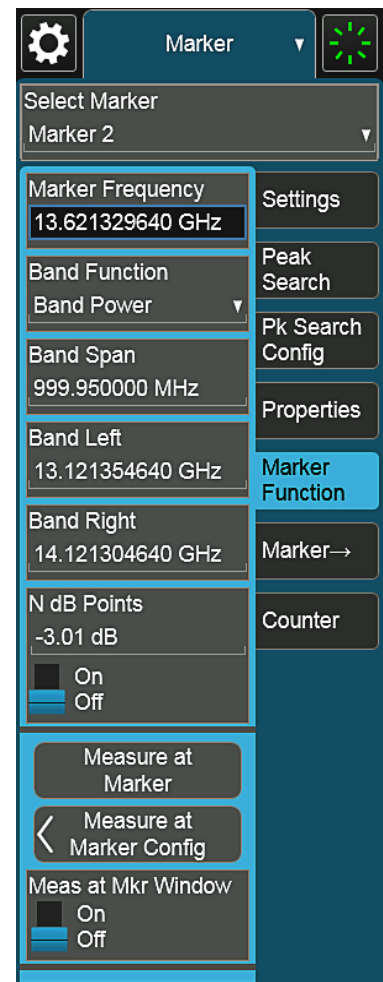 Marker
Select Marker
Marker 2
Marker Frequency
13.621329640 GHz
Band Function
Band Power
Band Span
999.950000 MHz
Band Left
13.121354640 GHz
Band Right
14.121304640 GHz
N dB Points
-3.01 dB
On
Off
Measure at
Marker
Measure at
Marker Config
Meas at Mkr Window
On
Off
Settings
Peak
Search
Pk Search
Config
Properties
Marker
Function
Marker→
Counter